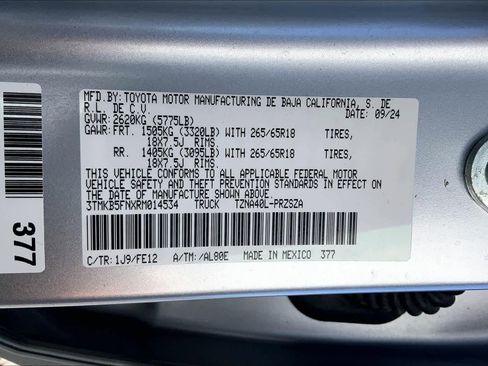 MFD.BY: TOYOTA MOTOR MANUFACTURING DE BAJA CALIFORNIA, S. DE
R.L. DE C.V. DATE: 09/24
GVWR: 2620KG (5775LB)
GAWR: FRT. 1505KG (3320LB) WITH 265/65R18 TIRES,
18X7.5J RIMS.
RR. 1405KG (3095LB) WITH 265/65R18 TIRES,
18X7.5J RIMS.
THIS VEHICLE CONFORMS TO ALL APPLICABLE FEDERAL MOTOR
VEHICLE SAFETY AND THEFT PREVENTION STANDARDS IN EFFECT
ON THE DATE OF MANUFACTURE SHOWN ABOVE.
3TMKB5FNXRM014534 TRUCK TZNA40L-PRZSZA
C/TR: 1J9/FE12 A/TM: /AL80E MADE IN MEXICO 377
377